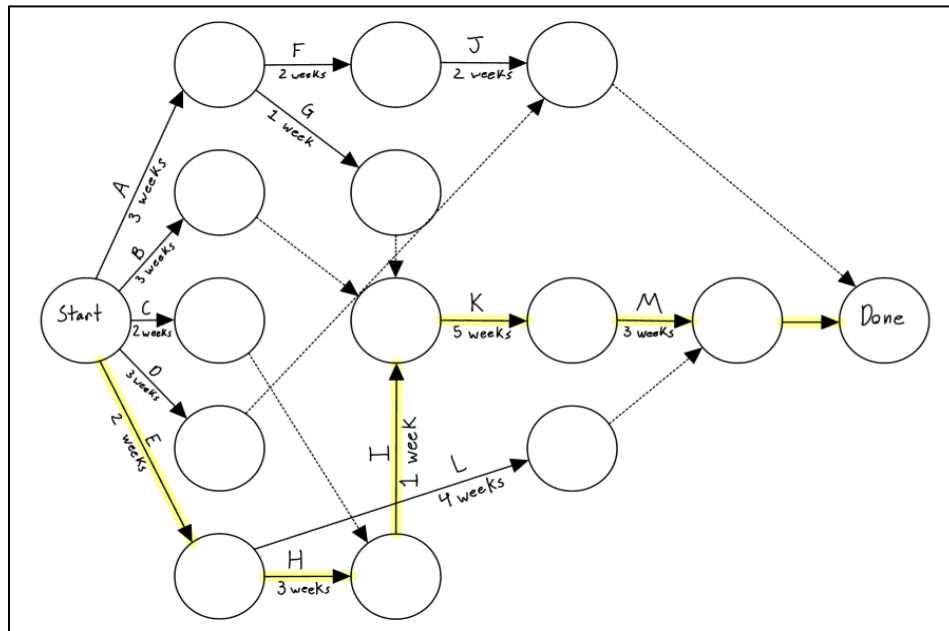 F
2 weeks
J
2 weeks
G
1 week
A
3 weeks
B
3 weeks
Start
C
2 weeks
K
5 weeks
M
3 weeks
Done
D
3 weeks
E
2 weeks
I
1 week
L
4 weeks
H
3 weeks